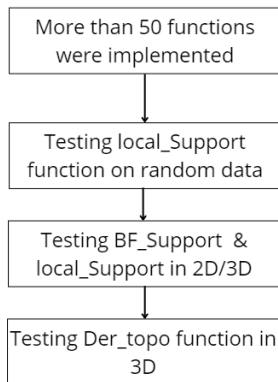 More than 50 functions
were implemented
Testing local_Support
function on random data
Testing BF_Support & 
local_Support in 2D/3D
Testing Der_topo function in
3D